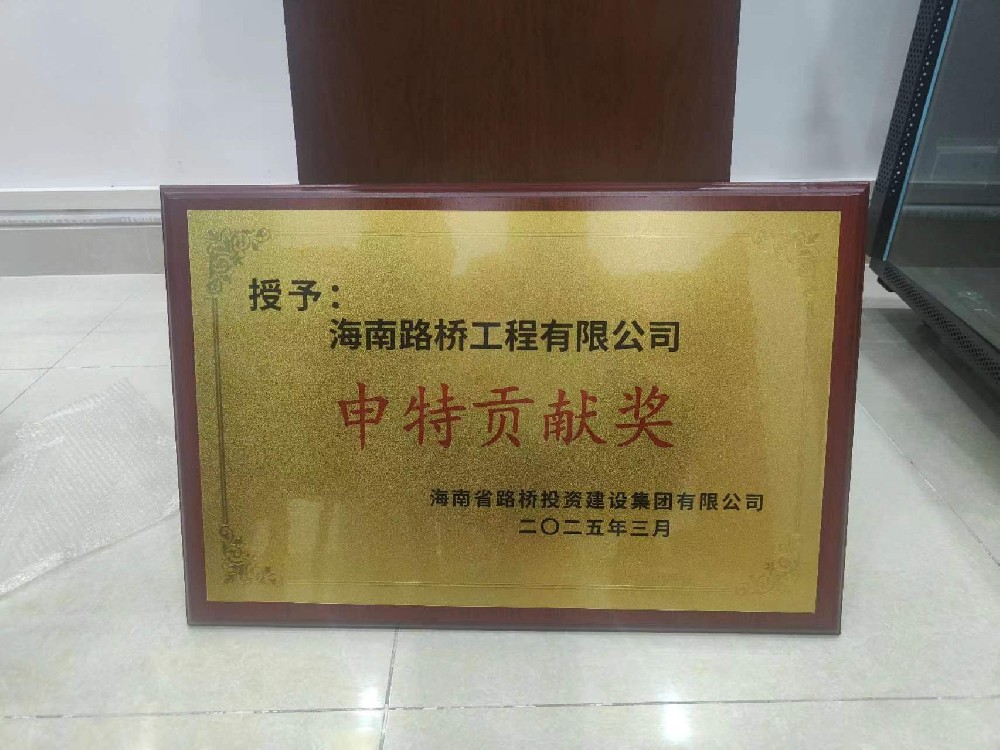 授予：
海南路桥工程有限公司
申特贡献奖
海南省路桥投资建设集团有限公司
二〇二五年三月